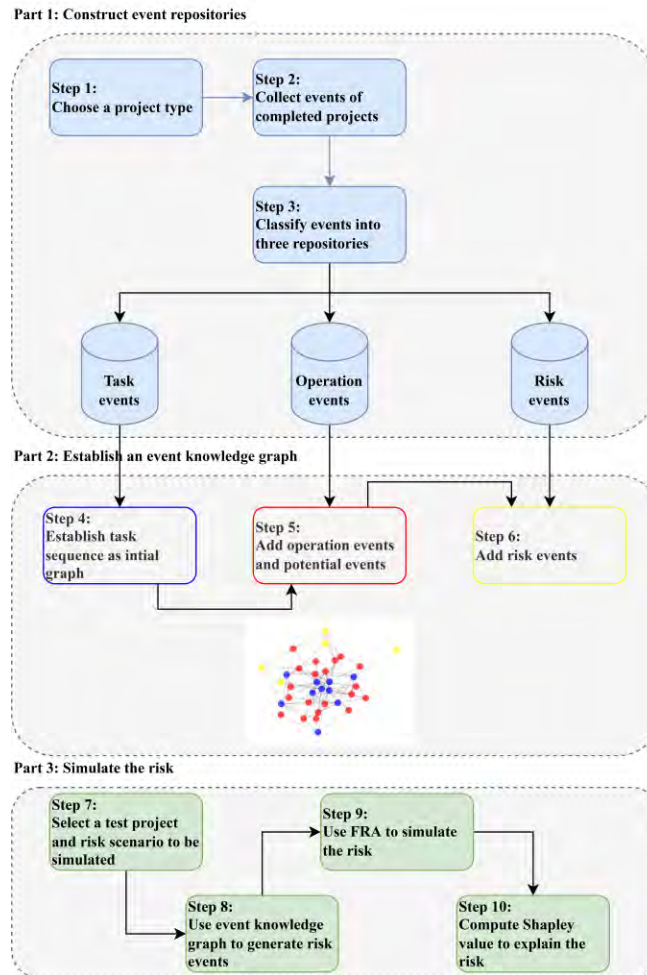 Part 1: Construct event repositories
Step 1:
Choose a project type
Step 2:
Collect events of
completed projects
Step 3:
Classify events into
three repositories
Task
events
Operation
events
Risk
events
Part 2: Establish an event knowledge graph
Step 4:
Establish task
sequence as intial
graph
Step 5:
Add operation events
and potential events
Step 6:
Add risk events
Part 3: Simulate the risk
Step 7:
Select a test project
and risk scenario to be
simulated
Step 8:
Use event knowledge
graph to generate risk
events
Step 9:
Use FRA to simulate
the risk
Step 10:
Compute Shapley
value to explain the
risk